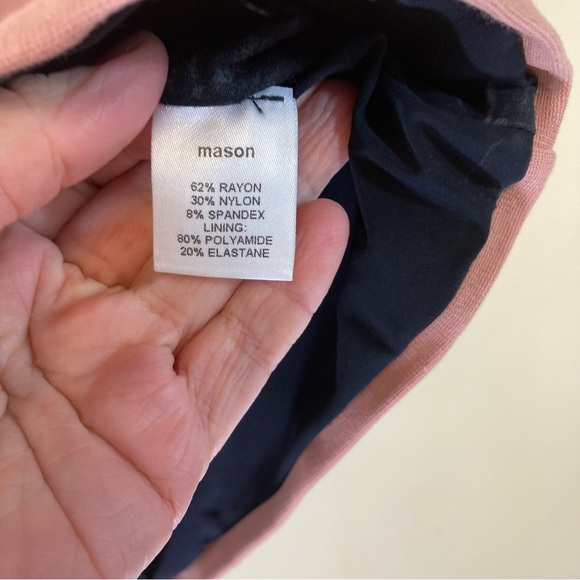 mason
62% RAYON
30% NYLON
8% SPANDEX
LINING:
80% POLYAMIDE
20% ELASTANE